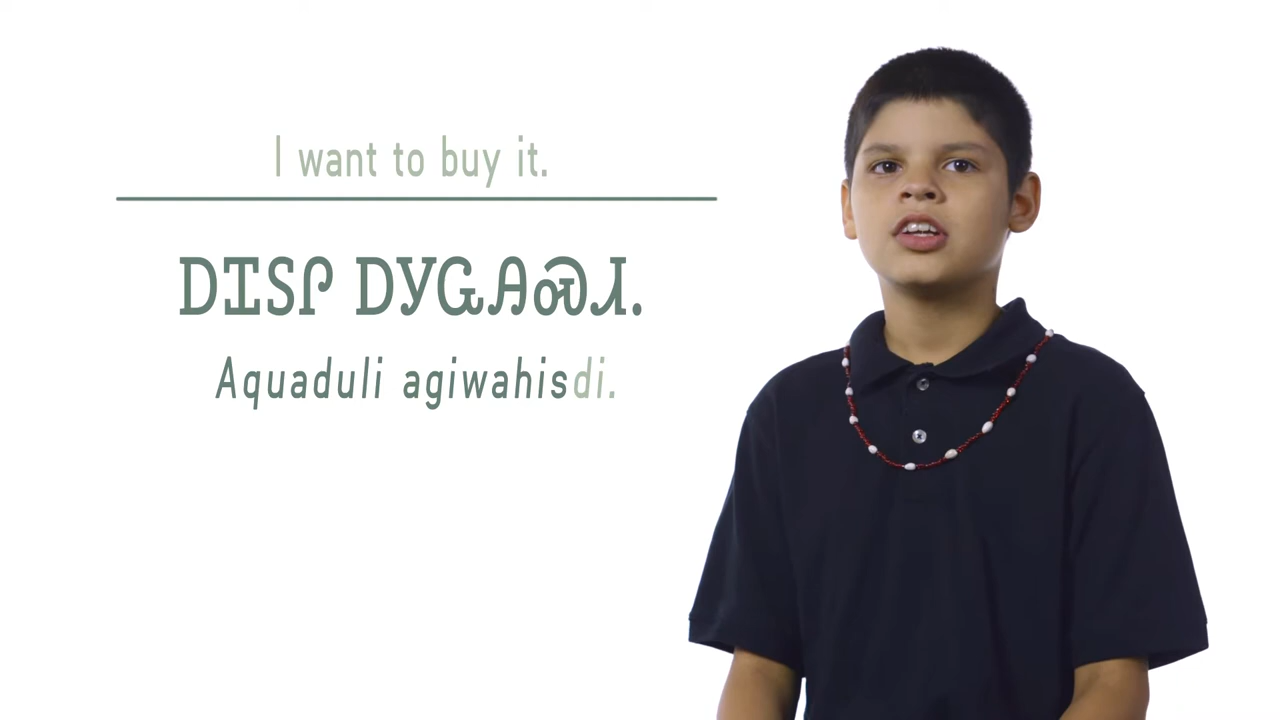 I want to buy it.
ᎠᏆᏚᎵ ᎠᎩᏩᎯᏍᏗ.
Aquaduli agiwahisdi.